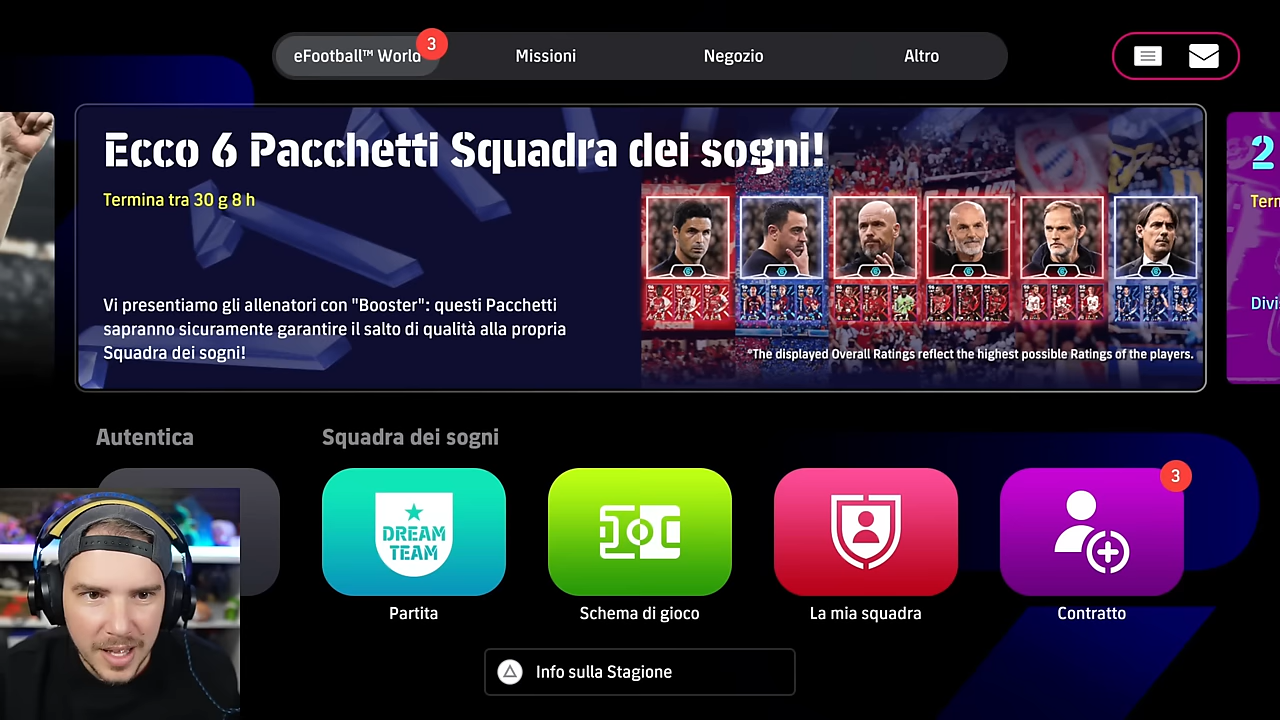 eFootball™ World
3
Missioni
Negozio
Altro
Ecco 6 Pacchetti Squadra dei sogni!
Termina tra 30 g 8 h
Vi presentiamo gli allenatori con "Booster": questi Pacchetti
sapranno sicuramente garantire il salto di qualità alla propria
Squadra dei sogni!
*The displayed Overall Ratings reflect the highest possible Ratings of the players.
2
Autentica
Squadra dei sogni
DREAM
TEAM
3
Partita
Schema di gioco
La mia squadra
Contratto
Info sulla Stagione